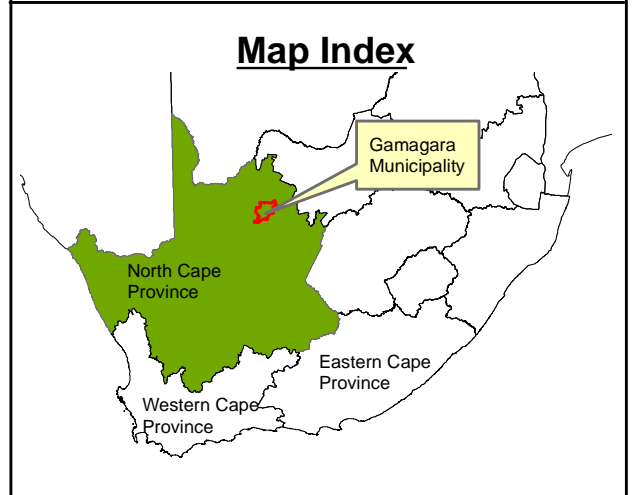 Map Index
Gamagara
Municipality
North Cape
Province
Eastern Cape
Province
Western Cape
Province